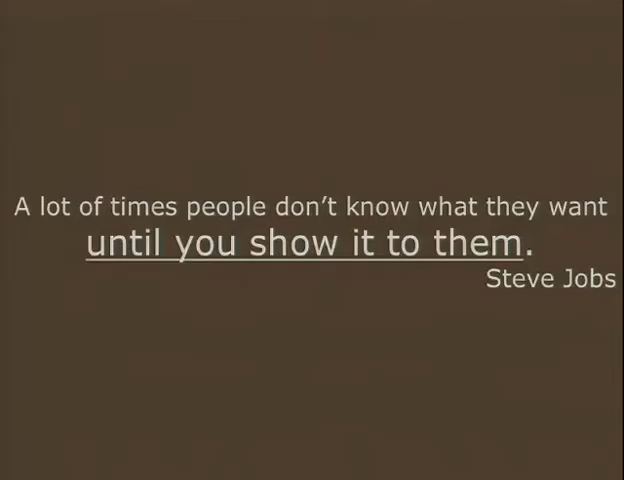 A lot of times people don’t know what they want
until you show it to them.
Steve Jobs